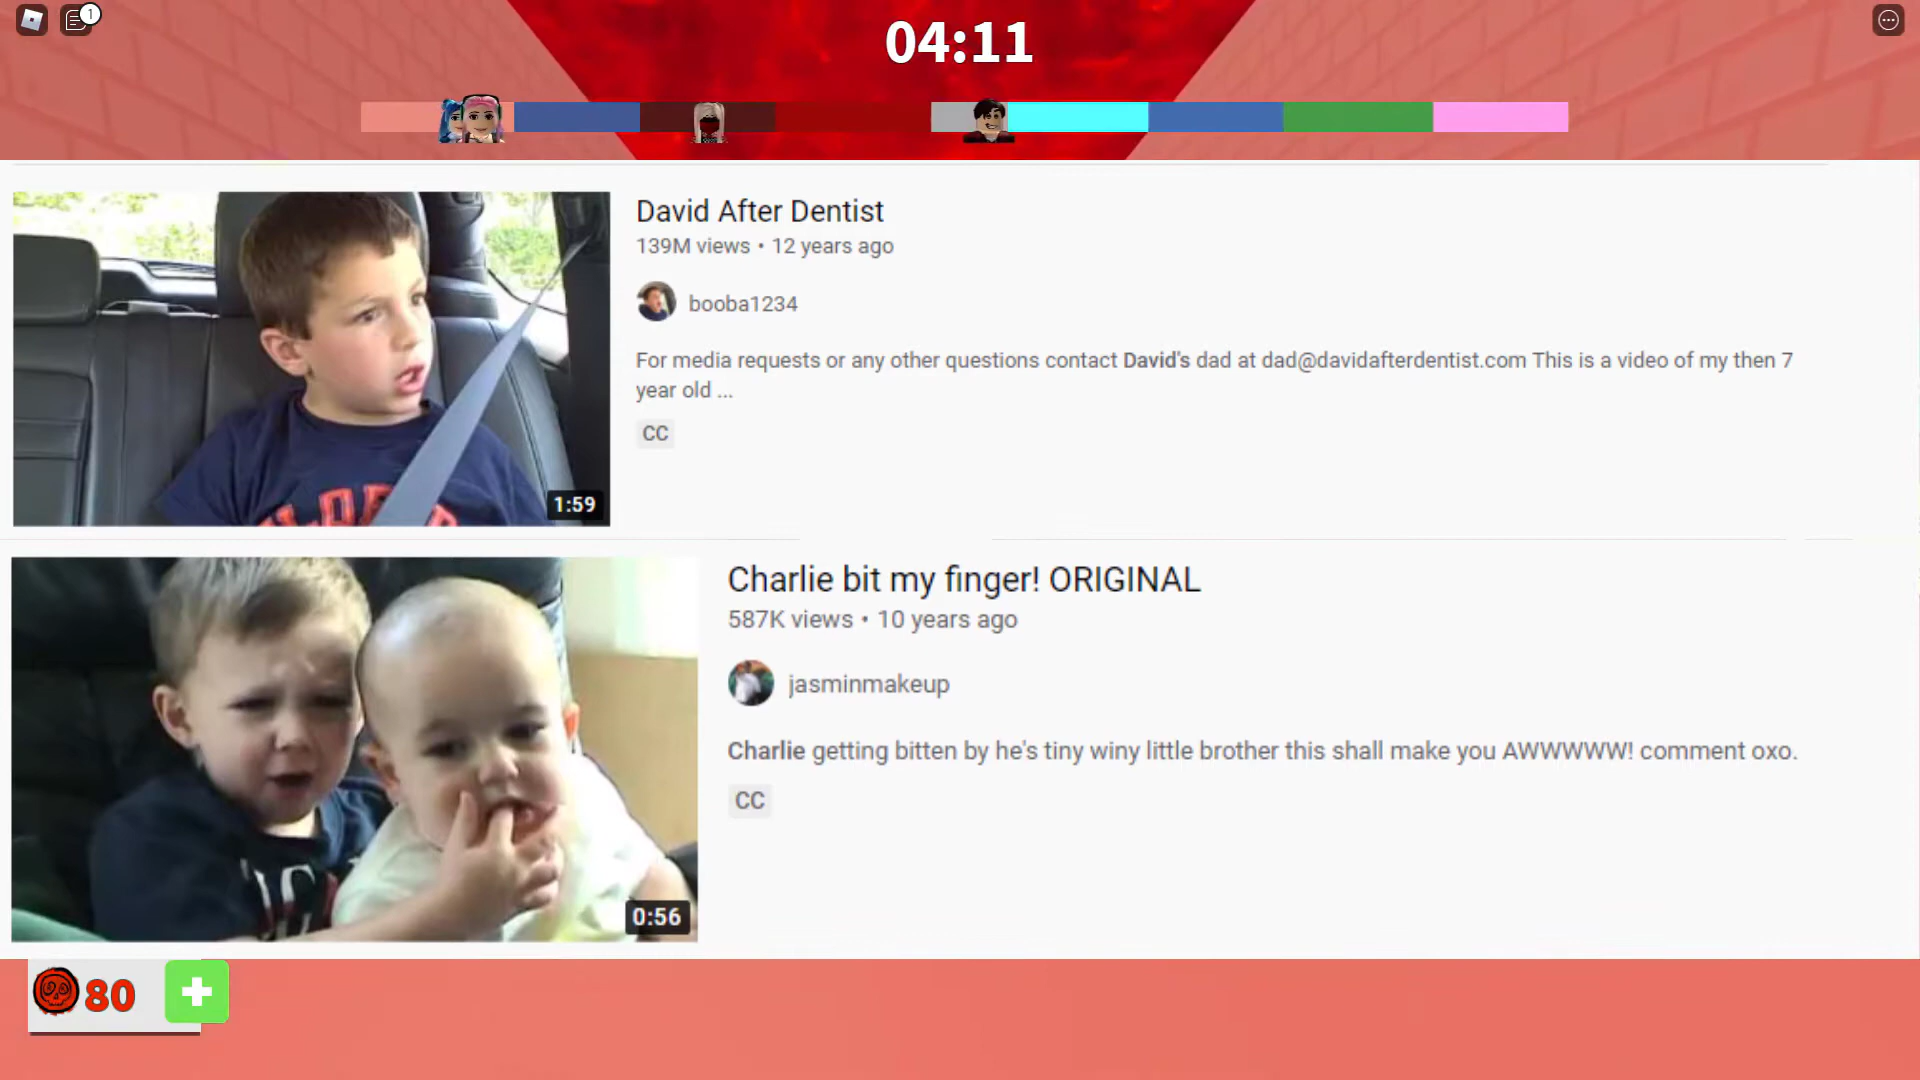 1
04:11
David After Dentist
139M views • 12 years ago
booba1234
For media requests or any other questions contact David's dad at dad@davidafterdentist.com This is a video of my then 7
year old ...
CC
1:59
Charlie bit my finger! ORIGINAL
587K views • 10 years ago
jasminmakeup
Charlie getting bitten by he's tiny winy little brother this shall make you AWWWWW! comment oxo.
CC
0:56
80